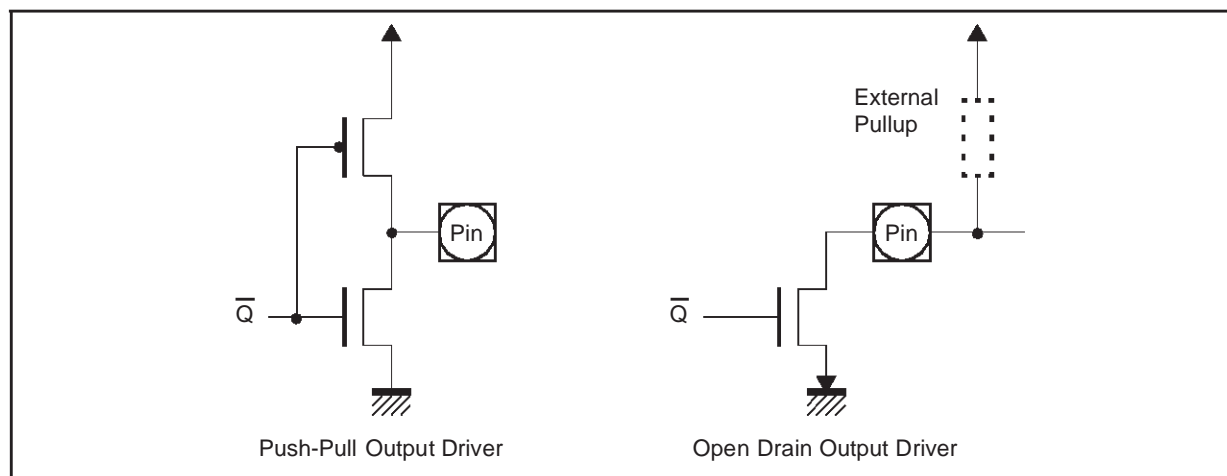 External
Pullup
Pin
Pin
Q̅
Q̅
Push-Pull Output Driver
Open Drain Output Driver